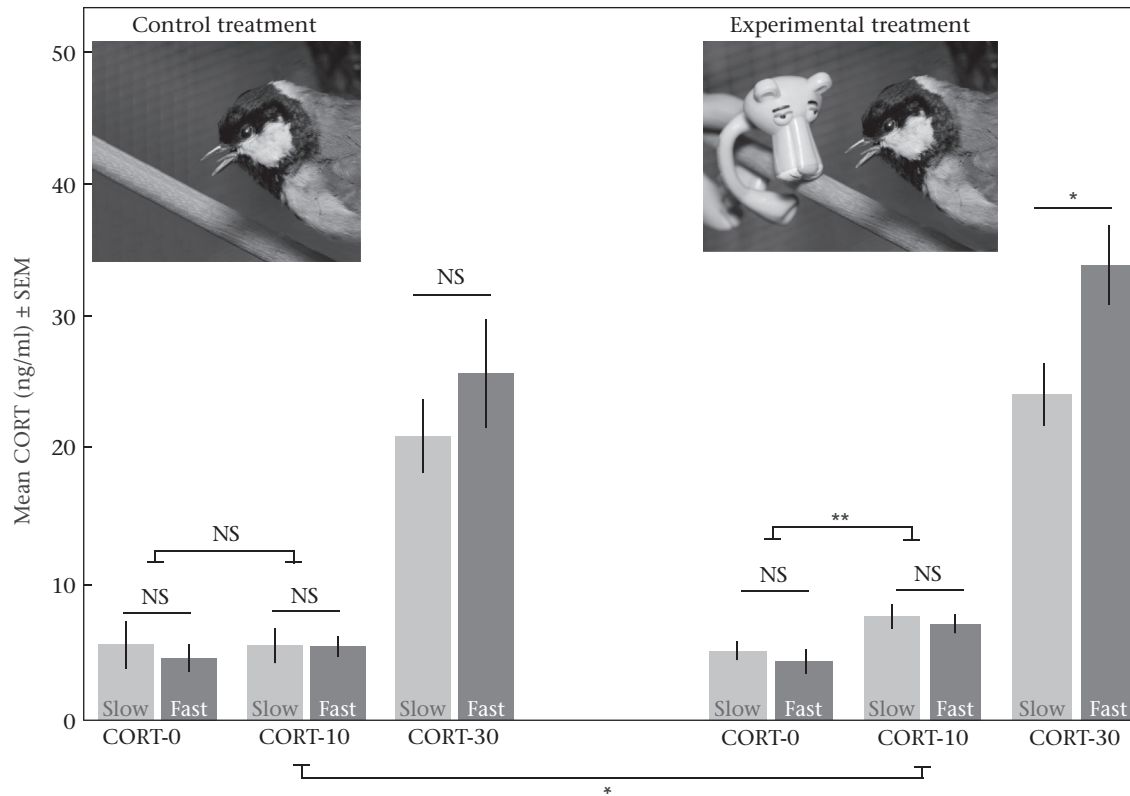 Control treatment
Experimental treatment
Mean CORT (ng/ml) ± SEM
50
40
30
20
10
0
NS
NS
NS
NS
Slow
Fast
Slow
Fast
Slow
Fast
CORT-0
CORT-10
CORT-30
*
**
NS
NS
Slow
Fast
Slow
Fast
Slow
Fast
CORT-0
CORT-10
CORT-30
*